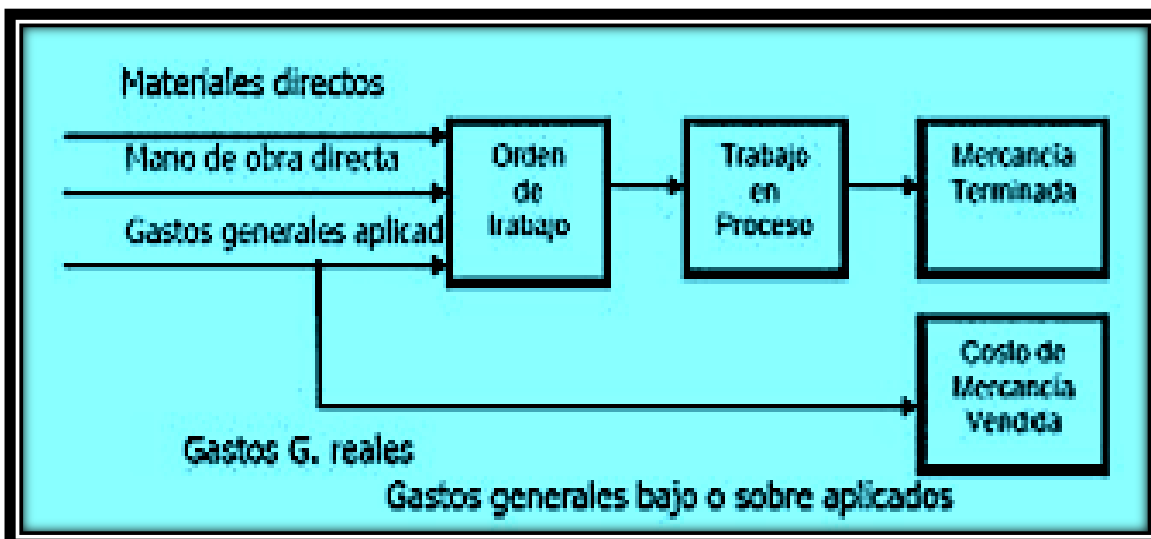 Materiales directos
Mano de obra directa
Gastos generales aplicad
Orden
de
trabajo
Trabajo
en
Proceso
Mercancía
Terminada
Costo de
Mercancía
Vendida
Gastos G. reales
Gastos generales bajo o sobre aplicados